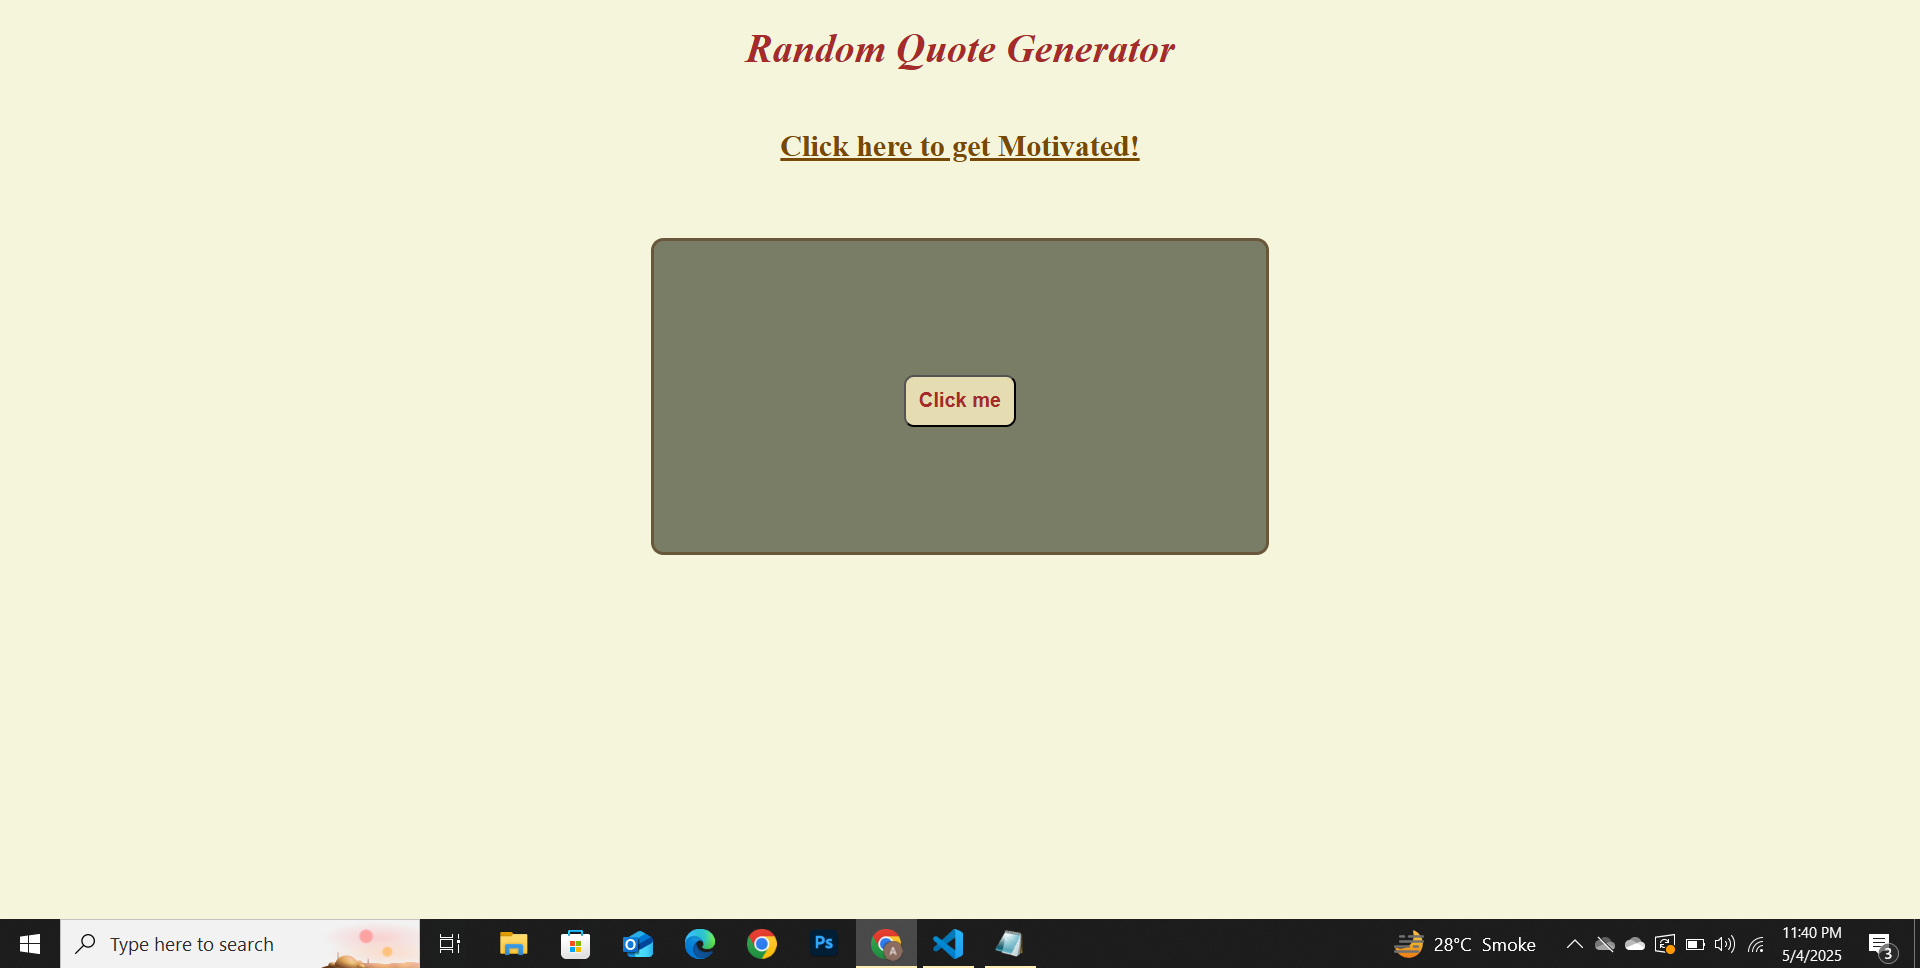 Random Quote Generator
Click here to get Motivated!
Click me
Type here to search
Ps
A
28°C Smoke
11:40 PM
5/4/2025
3